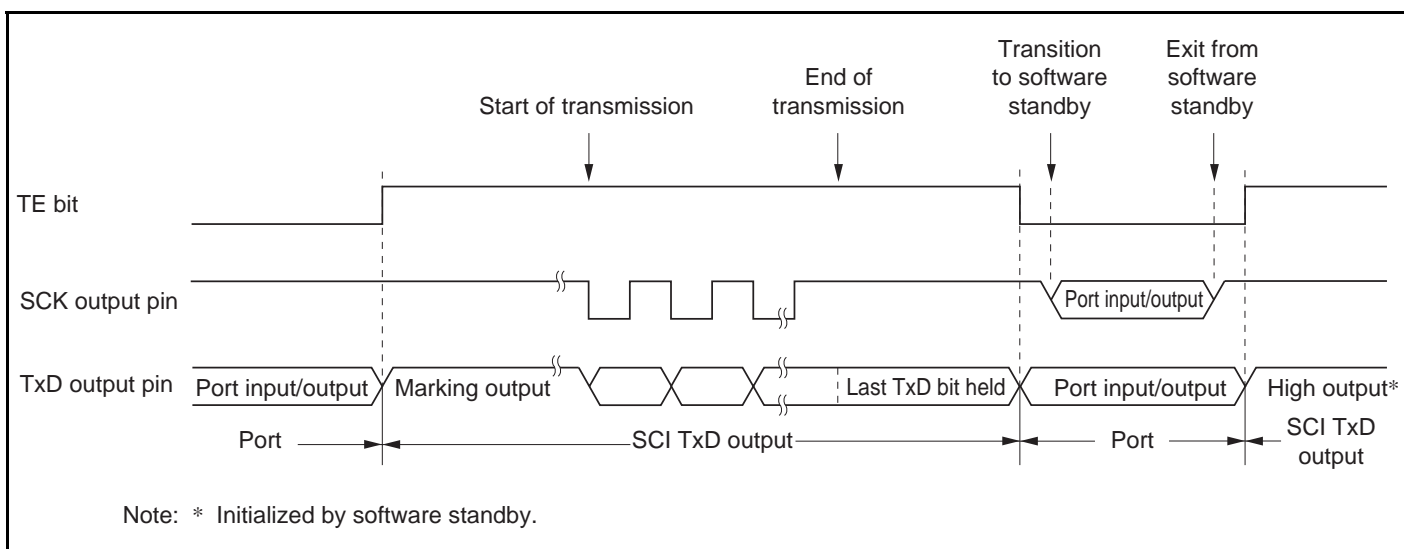 Transition
to software
standby
Exit from
software
standby
End of
transmission
Start of transmission
TE bit
SCK output pin
Port input/output
TxD output pin
Port input/output
Marking output
Last TxD bit held
Port input/output
High output*
Port
SCI TxD output
Port
SCI TxD
output
Note: * Initialized by software standby.